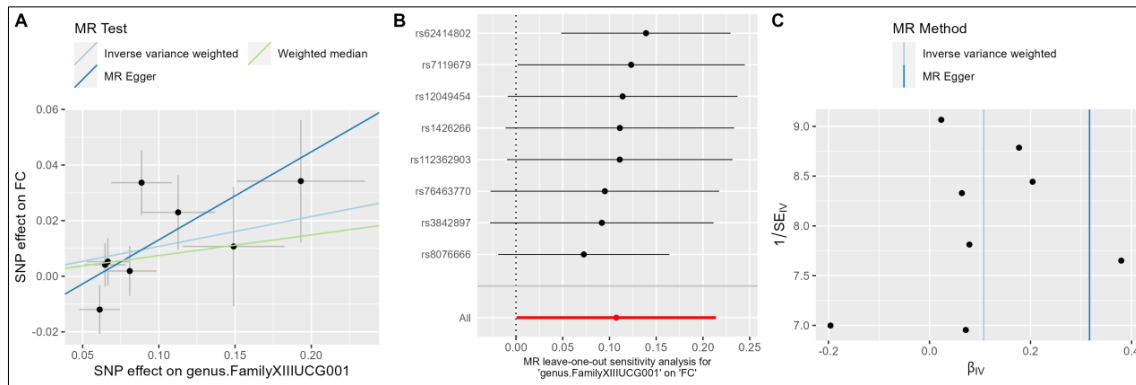 A
MR Test
Inverse variance weighted
Weighted median
MR Egger
0.06
0.04
0.02
0.00
-0.02
SNP effect on FC
0.05
0.10
0.15
0.20
SNP effect on genus.FamilyXIIIUCG001
B
rs62414802
rs7119679
rs12049454
rs1426266
rs112362903
rs76463770
rs3842897
rs8076666
All
0.00
0.05
0.10
0.15
0.20
0.25
MR leave-one-out sensitivity analysis for
'genus.FamilyXIIIUCG001' on 'FC'
C
MR Method
Inverse variance weighted
MR Egger
9.0
8.5
8.0
7.5
7.0
1/SE_IV
-0.2
0.0
0.2
0.4
β_IV